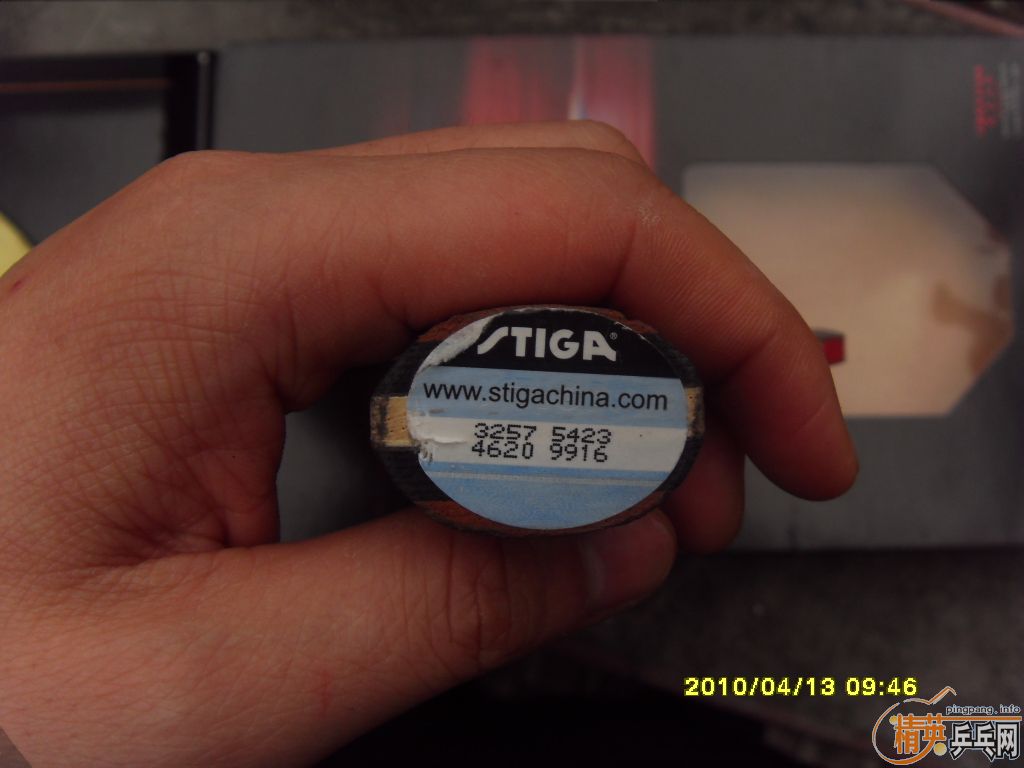 STIGA®
www.stigachina.com
3257 5423
4620 9916
2010/04/13 09:46
pingpang.info
精英乒乓网